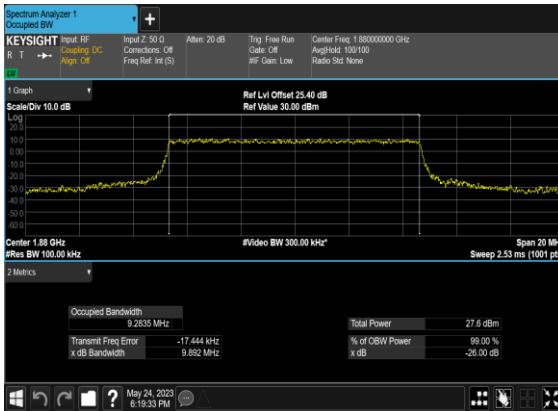 Spectrum Analyzer 1
Occupied BW
+
KEYSIGHT
R T
LM
Input: RF
Coupling: DC
Align: Off
Input Z: 50 Ω
Corrections: Off
Freq Ref: Int (S)
Atten: 20 dB
Trig: Free Run
Gate: Off
#IF Gain: Low
Center Freq: 1.880000000 GHz
Avg|Hold: 100/100
Radio Std: None
1 Graph
Scale/Div 10.0 dB
Ref Lvl Offset 25.40 dB
Ref Value 30.00 dBm
Log
20.0
10.0
0.00
-10.0
-20.0
-30.0
-40.0
-50.0
-60.0
Center 1.88 GHz
#Res BW 100.00 kHz
#Video BW 300.00 kHz*
Span 20 MH
Sweep 2.53 ms (1001 pt
2 Metrics
Occupied Bandwidth
9.2835 MHz
Transmit Freq Error -17.444 kHz
x dB Bandwidth 9.892 MHz
Total Power 27.6 dBm
% of OBW Power 99.00 %
x dB -26.00 dB
?
May 24, 2023
6:19:33 PM